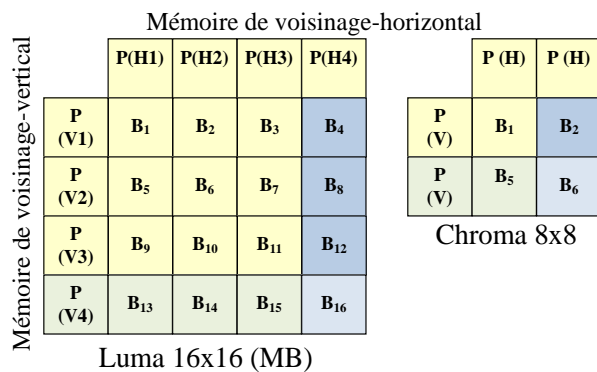 Mémoire de voisinage-horizontal
Mémoire de voisinage-vertical
P(H1) P(H2) P(H3) P(H4)
P (V1) B₁ B₂ B₃ B₄
P (V2) B₅ B₆ B₇ B₈
P (V3) B₉ B₁₀ B₁₁ B₁₂
P (V4) B₁₃ B₁₄ B₁₅ B₁₆
Luma 16x16 (MB)
P (H) P (H)
P (V) B₁ B₂
P (V) B₅ B₆
Chroma 8x8